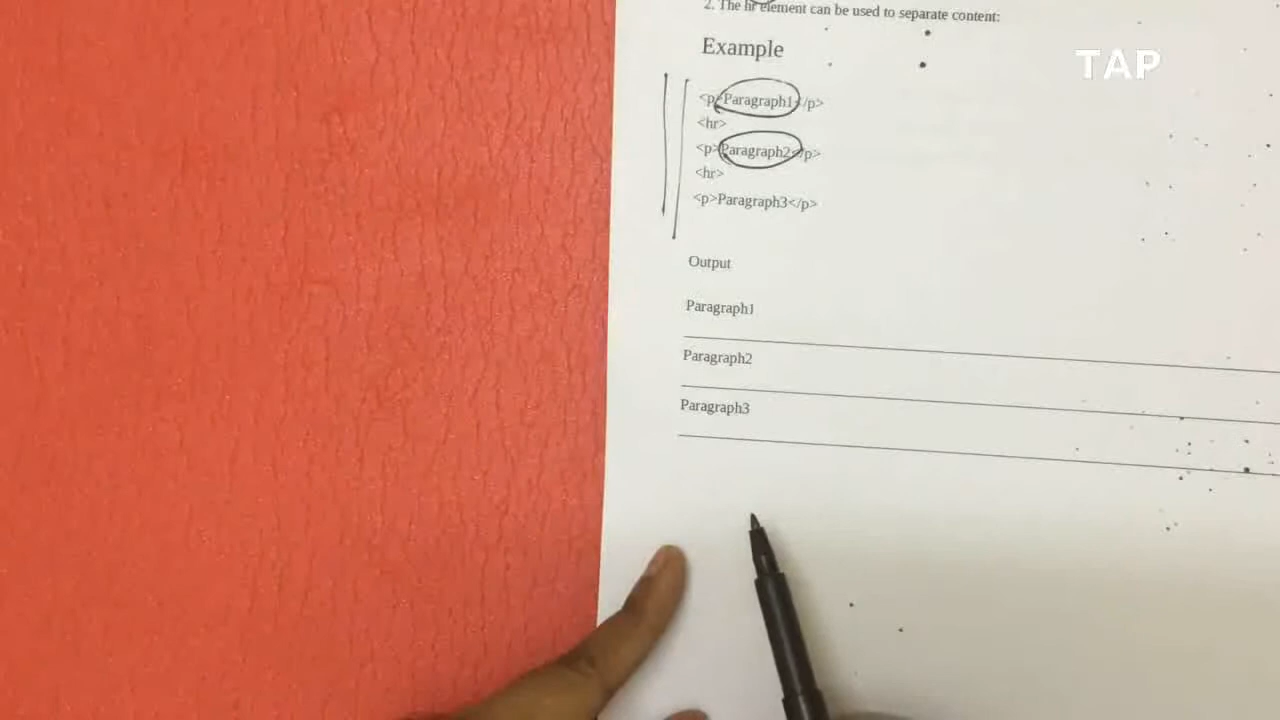 2. The hr element can be used to separate content:
TAP
Example
<p>Paragraph1</p>
<hr>
<p>Paragraph2</p>
<hr>
<p>Paragraph3</p>
Output
Paragraph1
Paragraph2
Paragraph3